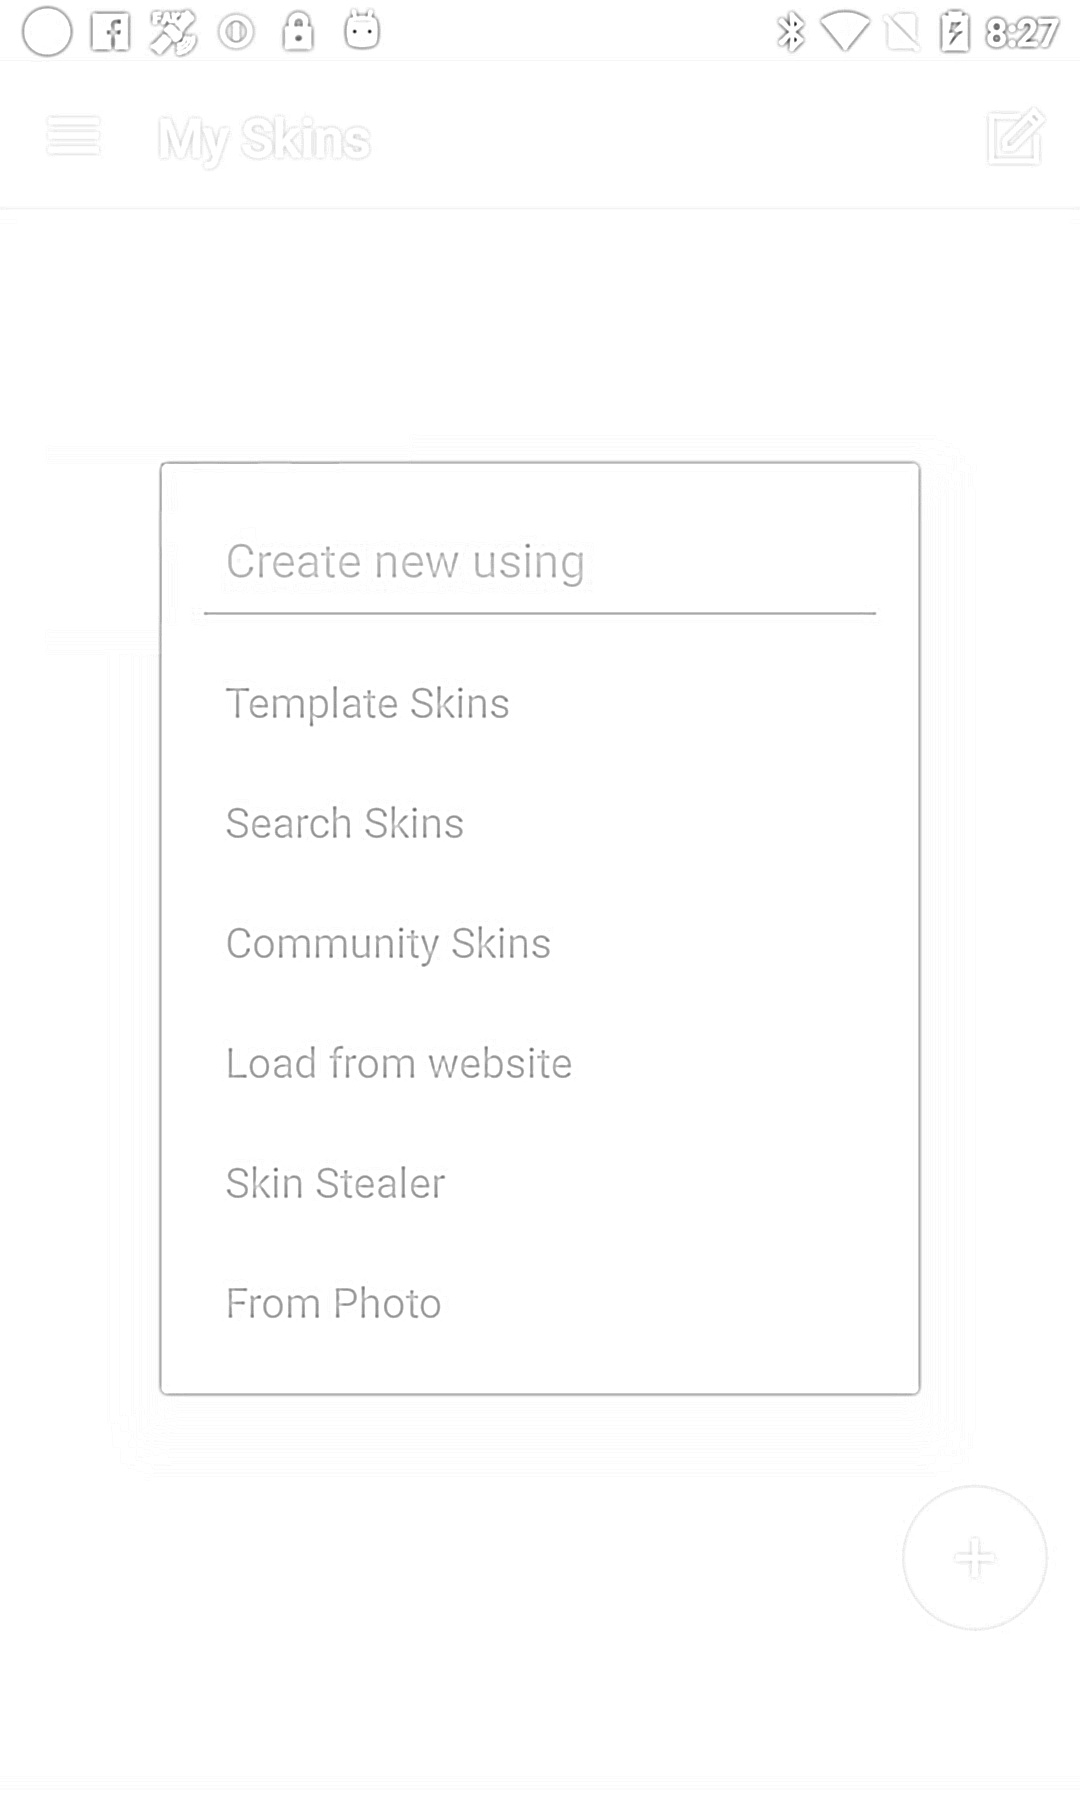 8:27
My Skins
Create new using
Template Skins
Search Skins
Community Skins
Load from website
Skin Stealer
From Photo